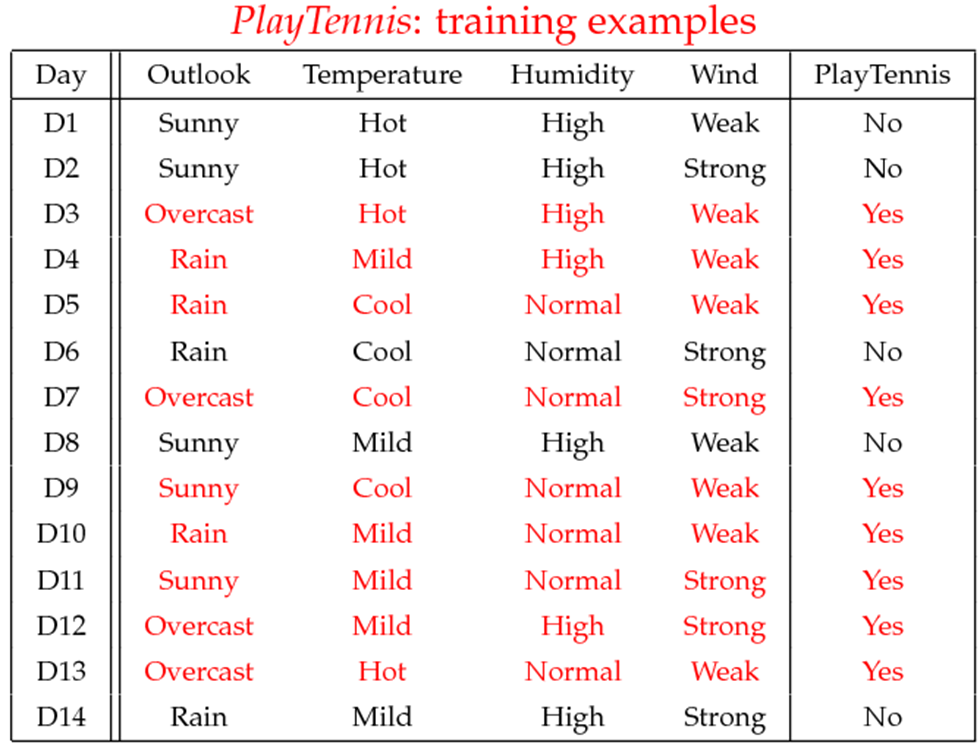 PlayTennis: training examples
Day Outlook Temperature Humidity Wind PlayTennis
D1 Sunny Hot High Weak No
D2 Sunny Hot High Strong No
D3 Overcast Hot High Weak Yes
D4 Rain Mild High Weak Yes
D5 Rain Cool Normal Weak Yes
D6 Rain Cool Normal Strong No
D7 Overcast Cool Normal Strong Yes
D8 Sunny Mild High Weak No
D9 Sunny Cool Normal Weak Yes
D10 Rain Mild Normal Weak Yes
D11 Sunny Mild Normal Strong Yes
D12 Overcast Mild High Strong Yes
D13 Overcast Hot Normal Weak Yes
D14 Rain Mild High Strong No